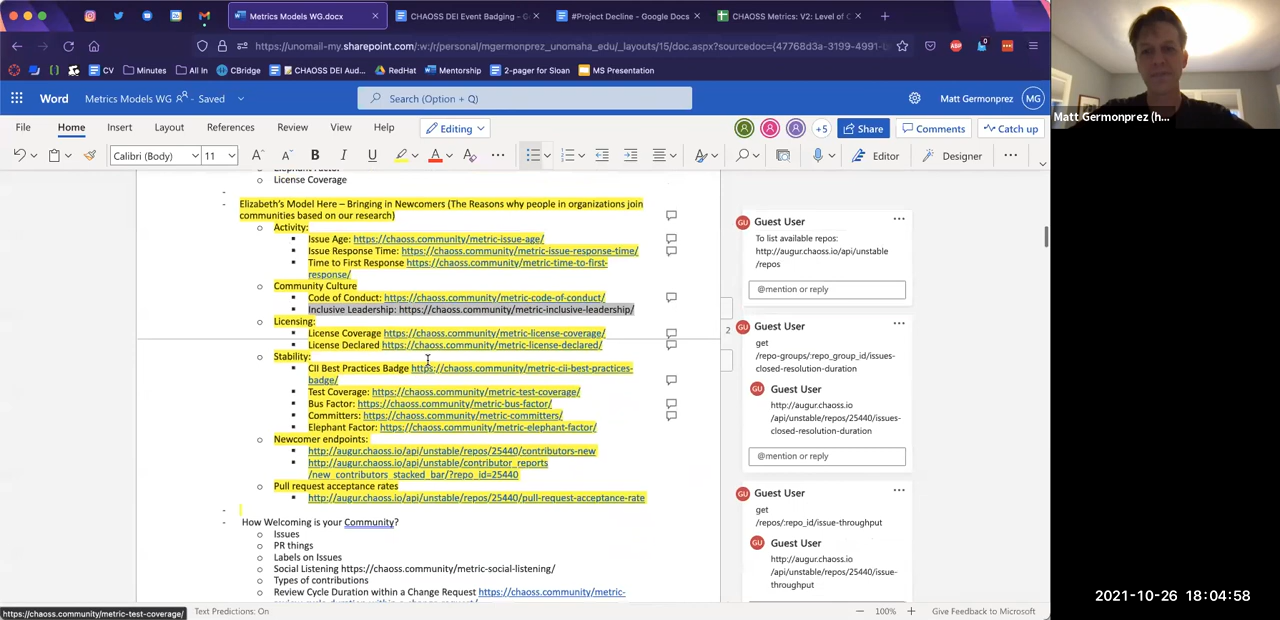 Metrics Models WG.docx
CHAOSS DEI Event Badging - G
#Project Decline - Google Docs
CHAOSS Metrics: V2: Level of C
https://unomail-my.sharepoint.com/:w:/r/personal/mgermonprez_unomaha_edu/_layouts/15/doc.aspx?sourcedoc={47768d3a-3199-4991-
CV
Minutes
All In
CBridge
CHAOSS DEI Aud...
RedHat
Mentorship
2-pager for Sloan
MS Presentation
Word
Metrics Models WG
- Saved
Search (Option + Q)
Matt Germonprez
MG
File
Home
Insert
Layout
References
Review
View
Help
Editing
+5
Share
Comments
Catch up
Calibri (Body)
11
Editor
Designer
License Coverage
Elizabeth's Model Here – Bringing in Newcomers (The Reasons why people in organizations join
communities based on our research)
Activity:
Issue Age: https://chaoss.community/metric-issue-age/
Issue Response Time: https://chaoss.community/metric-issue-response-time/
Time to First Response https://chaoss.community/metric-time-to-first-
response/
Community Culture
Code of Conduct: https://chaoss.community/metric-code-of-conduct/
Inclusive Leadership: https://chaoss.community/metric-inclusive-leadership/
Licensing:
License Coverage https://chaoss.community/metric-license-coverage/
License Declared https://chaoss.community/metric-license-declared/
Stability:
CII Best Practices Badge https://chaoss.community/metric-cii-best-practices-
badge/
Test Coverage: https://chaoss.community/metric-test-coverage/
Bus Factor: https://chaoss.community/metric-bus-factor/
Committers: https://chaoss.community/metric-committers/
Elephant Factor: https://chaoss.community/metric-elephant-factor/
Newcomer endpoints:
http://augur.chaoss.io/api/unstable/repos/25440/contributors-new
http://augur.chaoss.io/api/unstable/contributor_reports
/new_contributors_stacked_bar/?repo_id=25440
Pull request acceptance rates
http://augur.chaoss.io/api/unstable/repos/25440/pull-request-acceptance-rate
How Welcoming is your Community?
Issues
PR things
Labels on Issues
Social Listening https://chaoss.community/metric-social-listening/
Types of contributions
Review Cycle Duration within a Change Request https://chaoss.community/metric-
2
GU
Guest User
To list available repos:
http://augur.chaoss.io/api/unstable
/repos
@mention or reply
GU
Guest User
get
/repo-groups/:repo_group_id/issues-
closed-resolution-duration
GU
Guest User
http://augur.chaoss.io
/api/unstable/repos/25440/issues-
closed-resolution-duration
@mention or reply
GU
Guest User
get
/repos/:repo_id/issue-throughput
GU
Guest User
http://augur.chaoss.io
/api/unstable/repos/25440/issue-
throughput
https://chaoss.community/metric-test-coverage/
Text Predictions: On
100%
Give Feedback to Microsoft
Matt Germonprez (h...
2021-10-26 18:04:58